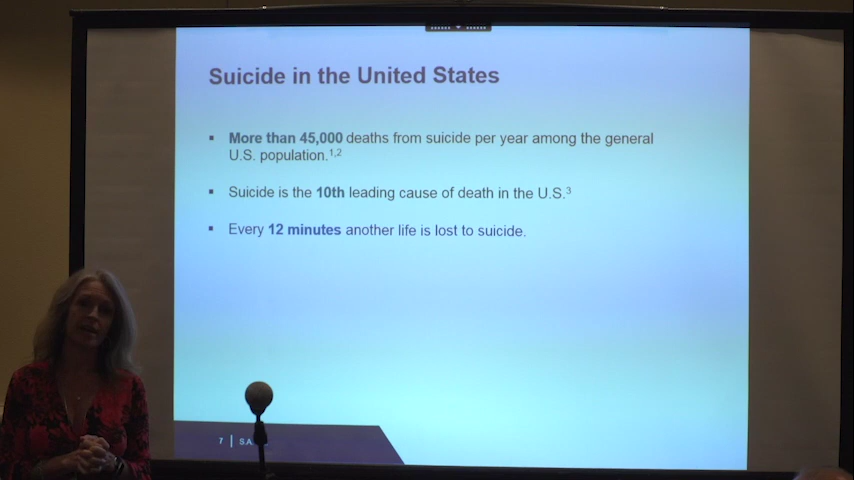 Suicide in the United States
▪ More than 45,000 deaths from suicide per year among the general
U.S. population.1,2
▪ Suicide is the 10th leading cause of death in the U.S.3
▪ Every 12 minutes another life is lost to suicide.
7